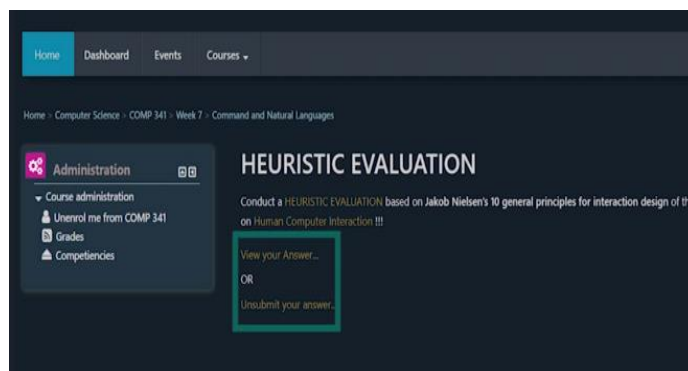 Home Dashboard Events Courses
Home > Computer Science > COMP 341 > Week 7 > Command and Natural Languages
Administration
Course administration
Unenrol me from COMP 341
Grades
Competiencies
HEURISTIC EVALUATION
Conduct a HEURISTIC EVALUATION based on Jakob Nielsen's 10 general principles for interaction design of th
on Human Computer Interaction !!!
View your Answer...
OR
Unsubmit your answer..